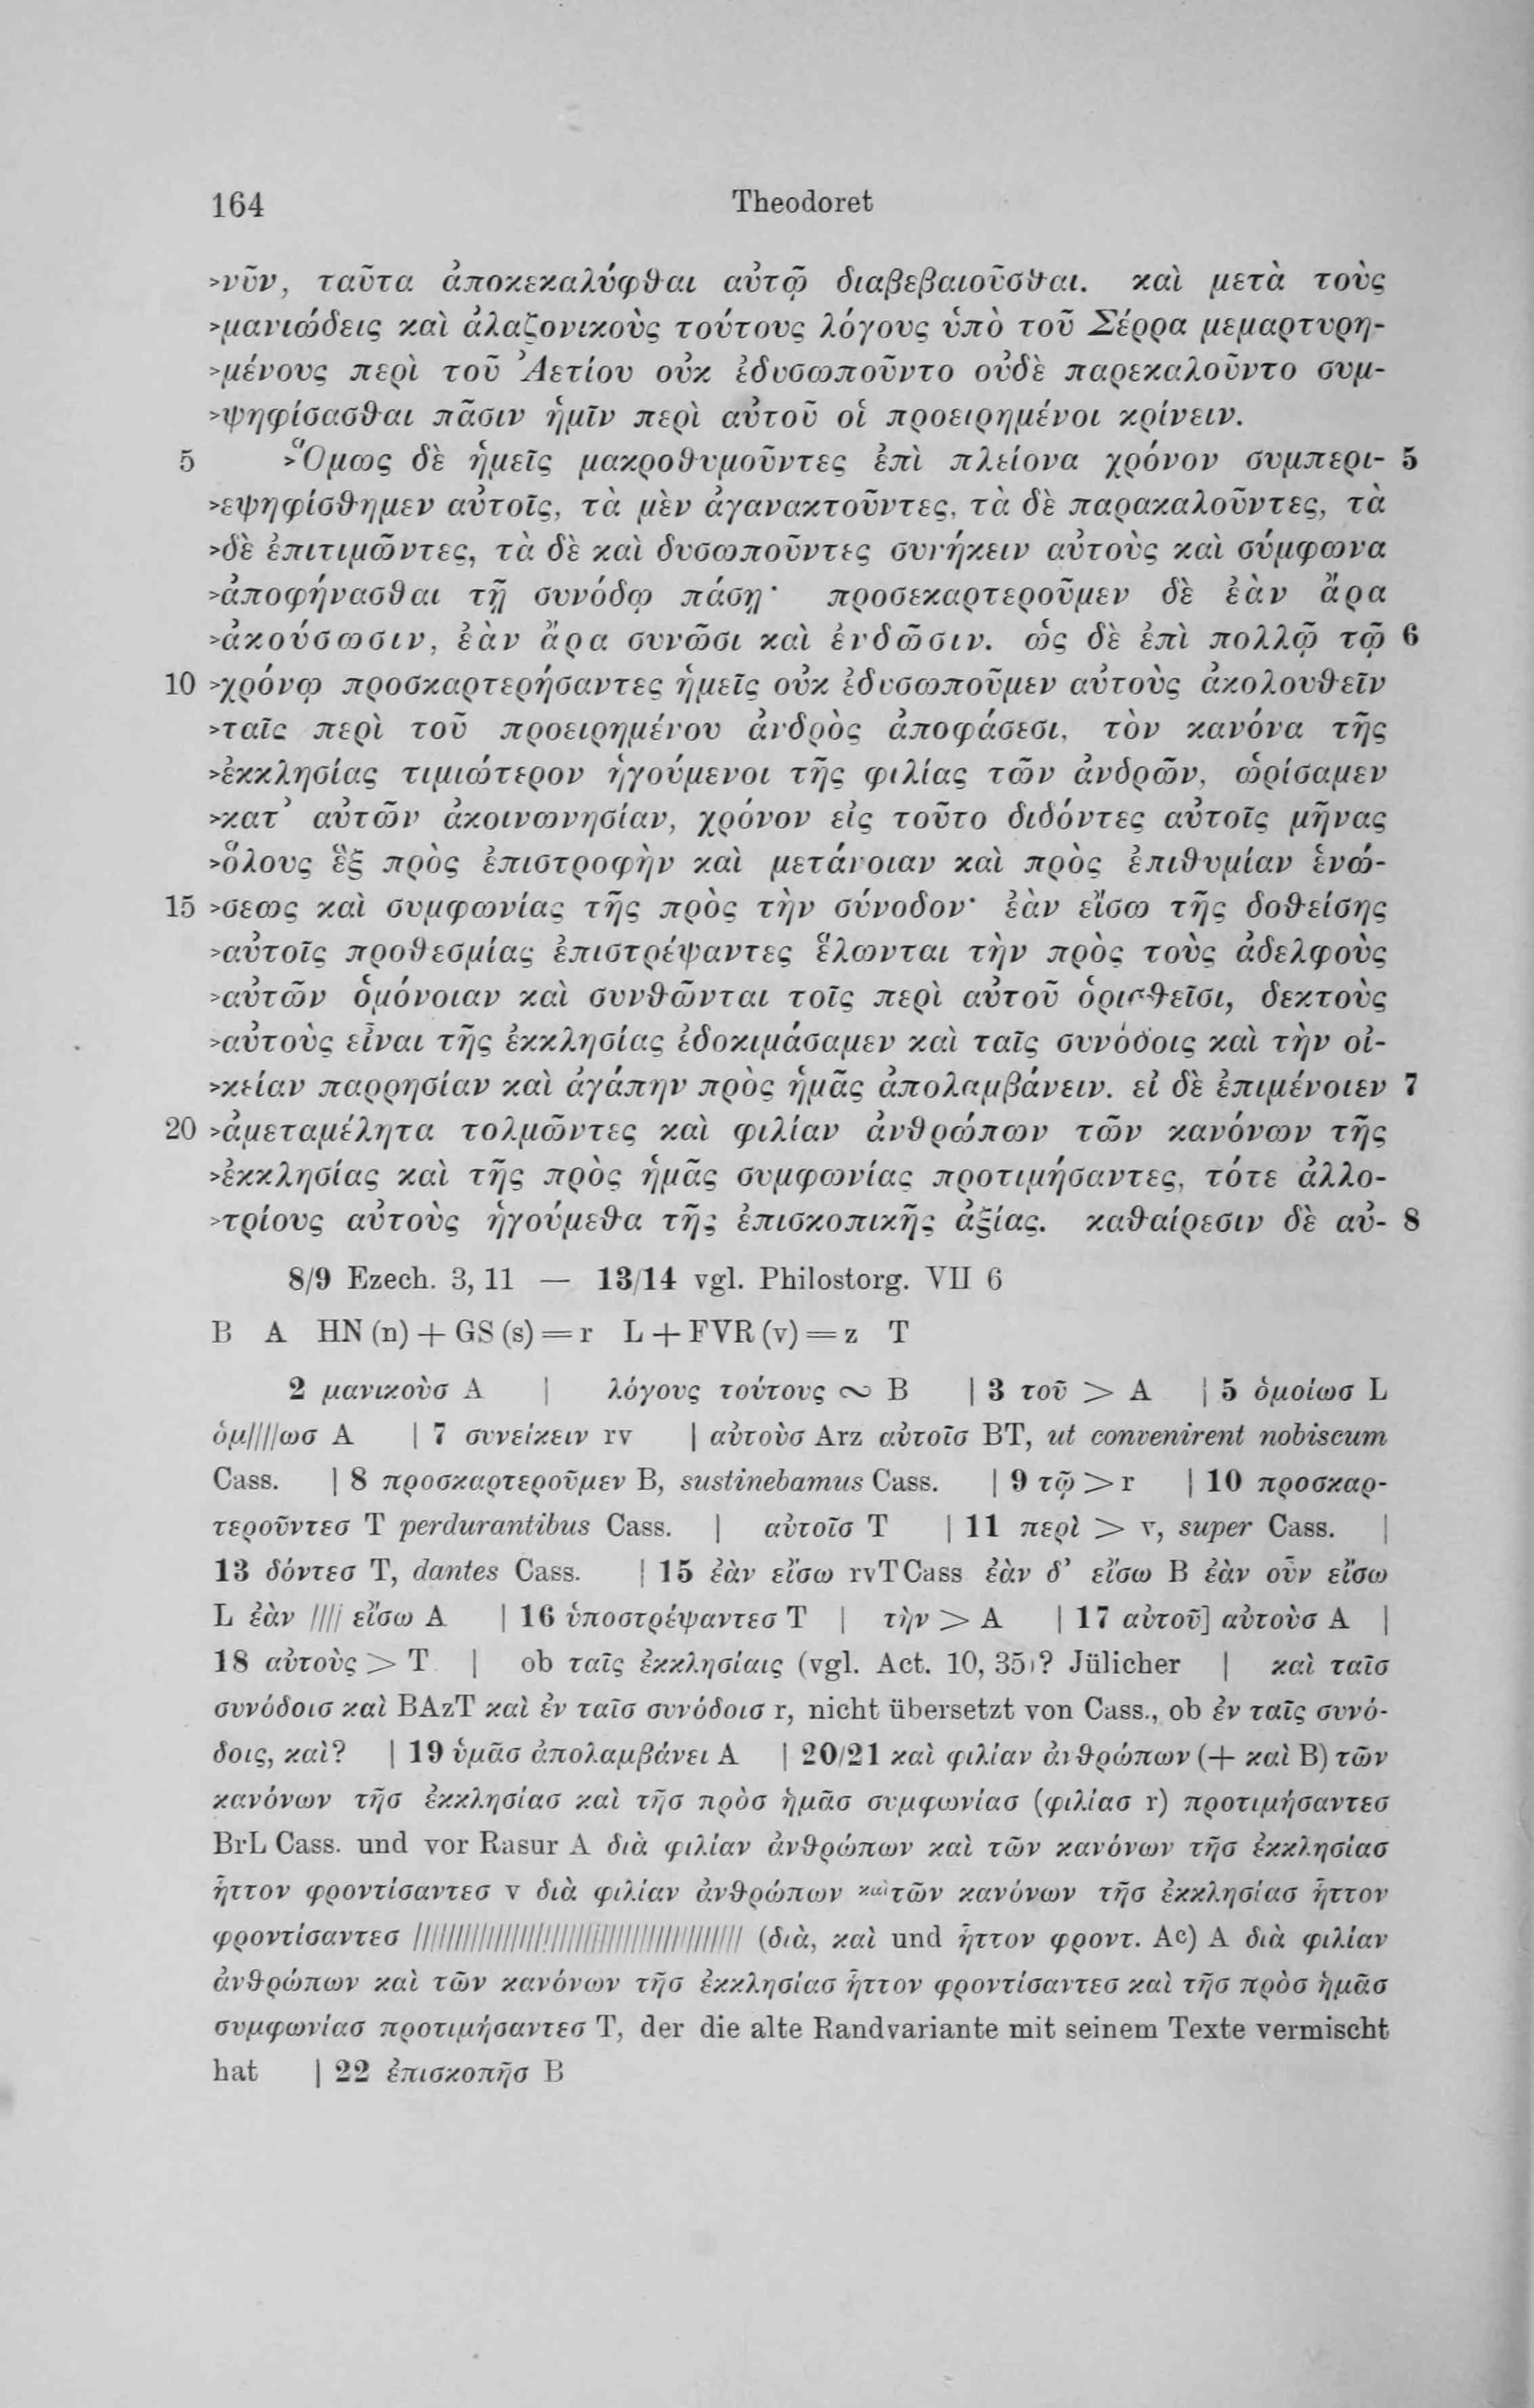 164 Theodoret
>νῦν, ταῦτα ἀποκεκαλύφθαι αὐτῷ διαβεβαιοῦσθαι. καὶ μετὰ τοὺς
>μανιώδεις καὶ ἀλαζονικοὺς τούτους λόγους ὑπὸ τοῦ Σέρρα μεμαρτυρη-
>μένους περὶ τοῦ Ἀετίου οὐκ ἐδυσωποῦντο οὐδὲ παρεκαλοῦντο συμ-
>ψηφίσασθαι πᾶσιν ἡμῖν περὶ αὐτοῦ οἱ προειρημένοι κρίνειν.
5 >Ὅμως δὲ ἡμεῖς μακροθυμοῦντες ἐπὶ πλείονα χρόνον συμπερι- 5
>εψηφίσθημεν αὐτοῖς, τὰ μὲν ἀγανακτοῦντες, τὰ δὲ παρακαλοῦντες, τὰ
>δὲ ἐπιτιμῶντες, τὰ δὲ καὶ δυσωποῦντες συνήκειν αὐτοὺς καὶ σύμφωνα
>ἀποφήνασθαι τῇ συνόδῳ πάσῃ· προσεκαρτεροῦμεν δὲ ἐὰν ἄρα
>ἀκούσωσιν, ἐὰν ἄρα συνῶσι καὶ ἐνδῶσιν. ὡς δὲ ἐπὶ πολλῷ τῷ 6
10 >χρόνῳ προσκαρτερήσαντες ἡμεῖς οὐκ ἐδυσωποῦμεν αὐτοὺς ἀκολουθεῖν
>ταῖς περὶ τοῦ προειρημένου ἀνδρὸς ἀποφάσεσι, τὸν κανόνα τῆς
>ἐκκλησίας τιμιώτερον ἡγούμενοι τῆς φιλίας τῶν ἀνδρῶν, ὡρίσαμεν
>κατ’ αὐτῶν ἀκοινωνησίαν, χρόνον εἰς τοῦτο διδόντες αὐτοῖς μῆνας
>ὅλους ἓξ πρὸς ἐπιστροφὴν καὶ μετάνοιαν καὶ πρὸς ἐπιθυμίαν ἑνώ-
15 >σεως καὶ συμφωνίας τῆς πρὸς τὴν σύνοδον· ἐὰν εἴσω τῆς δοθείσης
>αὐτοῖς προθεσμίας ἐπιστρέψαντες ἕλωνται τὴν πρὸς τοὺς ἀδελφοὺς
>αὐτῶν ὁμόνοιαν καὶ συνθῶνται τοῖς περὶ αὐτοῦ ὁρισθεῖσι, δεκτοὺς
>αὐτοὺς εἶναι τῆς ἐκκλησίας ἐδοκιμάσαμεν καὶ ταῖς συνόδοις καὶ τὴν οἰ-
>κείαν παρρησίαν καὶ ἀγάπην πρὸς ἡμᾶς ἀπολαμβάνειν. εἰ δὲ ἐπιμένοιεν 7
20 >ἀμεταμέλητα τολμῶντες καὶ φιλίαν ἀνθρώπων τῶν κανόνων τῆς
>ἐκκλησίας καὶ τῆς πρὸς ἡμᾶς συμφωνίας προτιμήσαντες, τότε ἀλλο-
>τρίους αὐτοὺς ἡγούμεθα τῆς ἐπισκοπικῆς ἀξίας. καθαίρεσιν δὲ αὐ- 8
8/9 Ezech. 3, 11 — 13/14 vgl. Philostorg. VII 6
B A HN (n) + GS (s) = r L + FVR (v) = z T
2 μανικοὺσ A | λόγους τούτους ∾ B | 3 τοῦ > A | 5 ὁμοίωσ L
ὁμ////ωσ A | 7 συνείκειν rv | αὐτοὺσ Arz αὐτοῖσ BT, ut convenirent nobiscum
Cass. | 8 προσκαρτεροῦμεν B, sustinebamus Cass. | 9 τῷ > r | 10 προσκαρ-
τεροῦντεσ T perdurantibus Cass. | αὐτοῖσ T | 11 περὶ > v, super Cass. |
13 δόντεσ T, dantes Cass. | 15 ἐὰν εἴσω rvTCass ἐὰν δ’ εἴσω B ἐὰν οὖν εἴσω
L ἐὰν //// εἴσω A | 16 ὑποστρέψαντεσ T | τὴν > A | 17 αὐτοῦ] αὐτοὺσ A |
18 αὐτοὺς > T | ob ταῖς ἐκκλησίαις (vgl. Act. 10, 35)? Jülicher | καὶ ταῖσ
συνόδοισ καὶ BAzT καὶ ἐν ταῖσ συνόδοισ r, nicht übersetzt von Cass., ob ἐν ταῖς συνό-
δοις, καὶ? | 19 ὑμᾶσ ἀπολαμβάνει A | 20/21 καὶ φιλίαν ἀνθρώπων (+ καὶ B) τῶν
κανόνων τῆσ ἐκκλησίασ καὶ τῆσ πρὸσ ἡμᾶσ συμφωνίασ (φιλίασ r) προτιμήσαντεσ
BrL Cass. und vor Rasur A διὰ φιλίαν ἀνθρώπων καὶ τῶν κανόνων τῆσ ἐκκλησίασ
ἧττον φροντίσαντεσ v διὰ φιλίαν ἀνθρώπων καὶ τῶν κανόνων τῆσ ἐκκλησίασ ἧττον
φροντίσαντεσ //////////////////////////////// (διὰ, καὶ und ἧττον φροντ. Ac) A διὰ φιλίαν
ἀνθρώπων καὶ τῶν κανόνων τῆσ ἐκκλησίασ ἧττον φροντίσαντεσ καὶ τῆσ πρὸσ ἡμᾶσ
συμφωνίασ προτιμήσαντεσ T, der die alte Randvariante mit seinem Texte vermischt
hat | 22 ἐπισκοπῆσ B